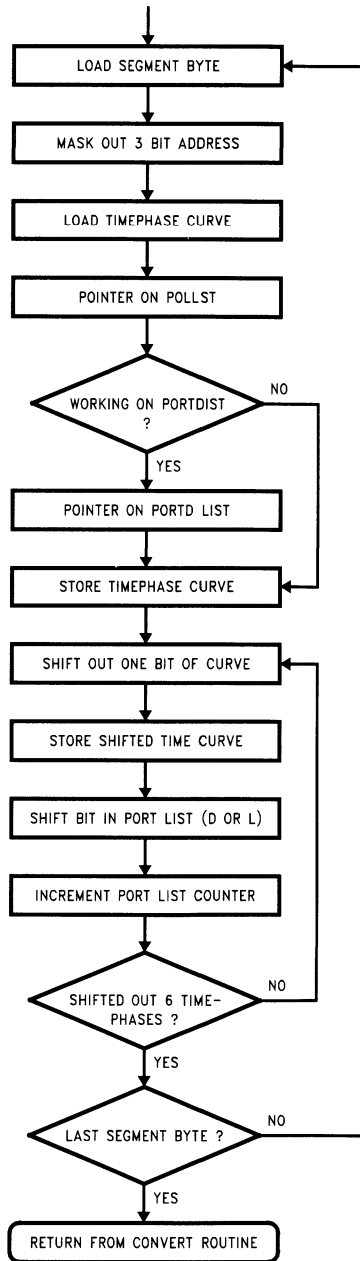 LOAD SEGMENT BYTE
MASK OUT 3 BIT ADDRESS
LOAD TIMEPHASE CURVE
POINTER ON POLLST
WORKING ON PORTDIST
?
NO
YES
POINTER ON PORTD LIST
STORE TIMEPHASE CURVE
SHIFT OUT ONE BIT OF CURVE
STORE SHIFTED TIME CURVE
SHIFT BIT IN PORT LIST (D OR L)
INCREMENT PORT LIST COUNTER
SHIFTED OUT 6 TIME-
PHASES ?
NO
YES
LAST SEGMENT BYTE ?
NO
YES
RETURN FROM CONVERT ROUTINE